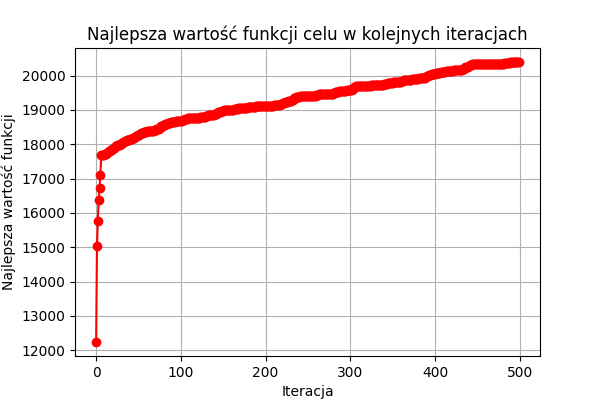 Najlepsza wartość funkcji celu w kolejnych iteracjach
Najlepsza wartość funkcji
20000
19000
18000
17000
16000
15000
14000
13000
12000
0 100 200 300 400 500
Iteracja